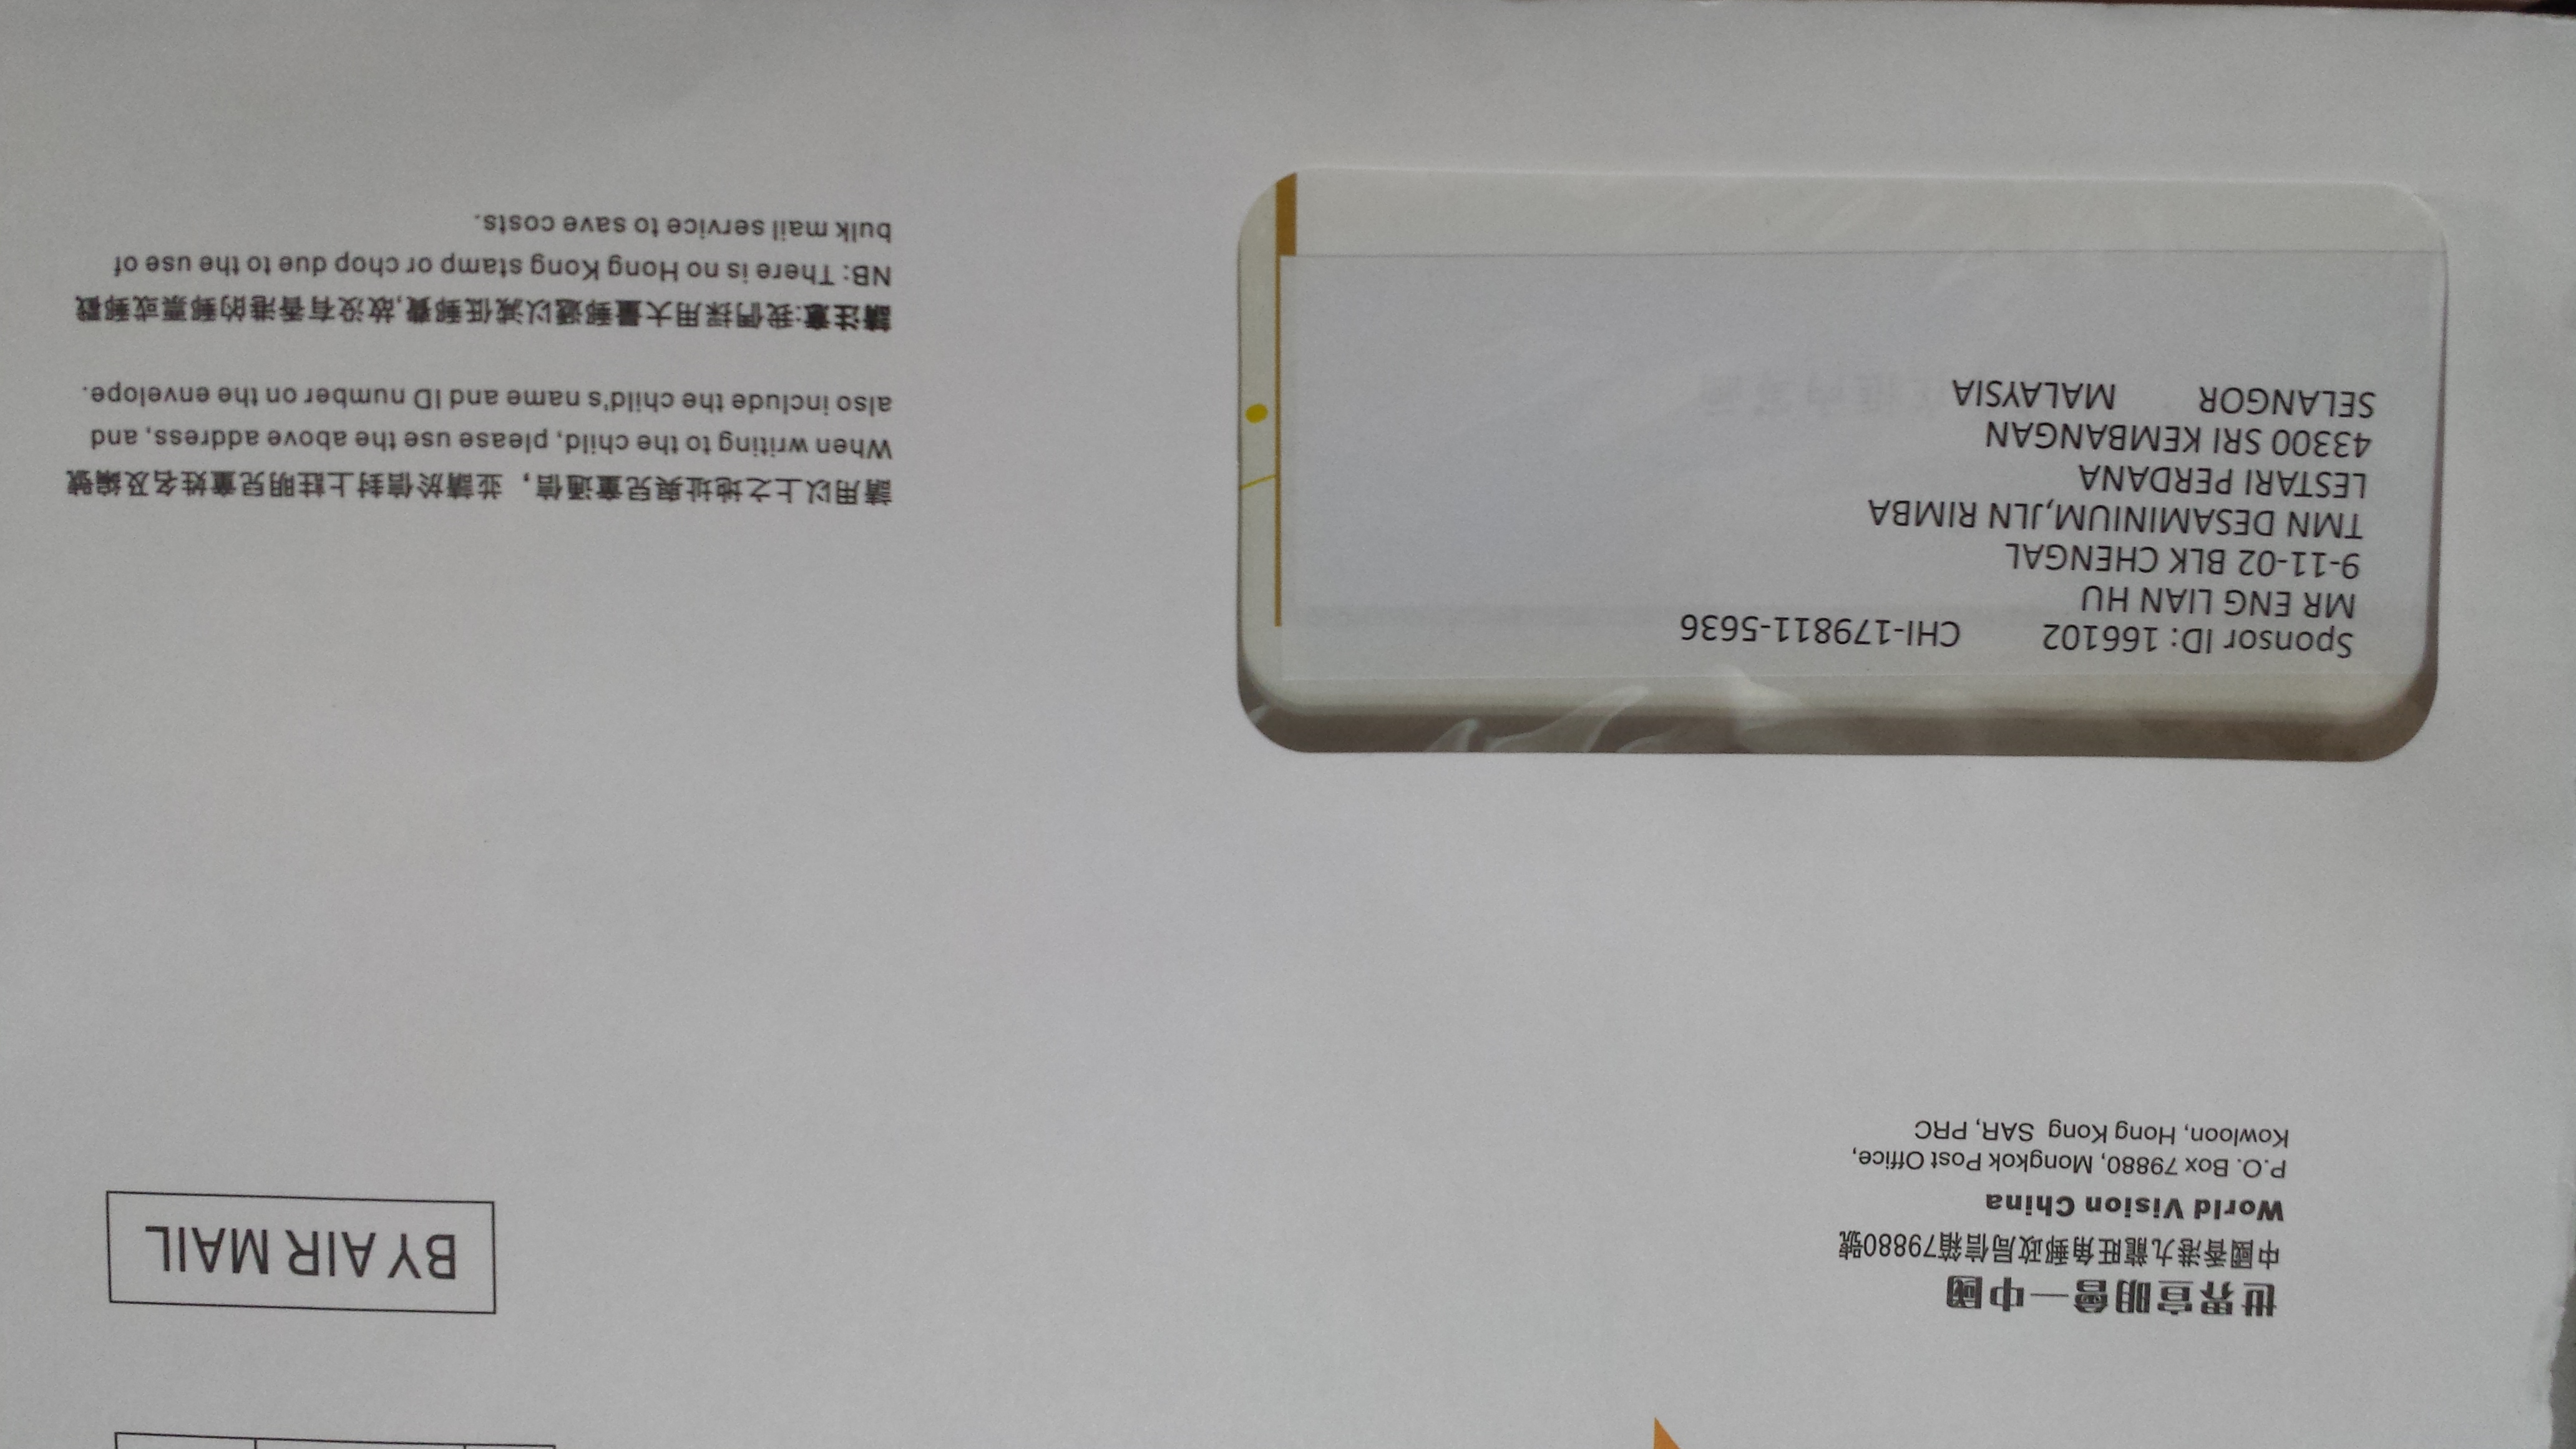 世界宣明會—中國
中國香港九龍旺角郵政局信箱79880號
World Vision China
P.O. Box 79880, Mongkok Post Office,
Kowloon, Hong Kong SAR, PRC
BY AIR MAIL
Sponsor ID: 166102 CHI-179811-5636
MR ENG LIAN HU
9-11-02 BLK CHENGAL
TMN DESAMINIUM,JLN RIMBA
LESTARI PERDANA
43300 SRI KEMBANGAN
SELANGOR MALAYSIA
請用以上之地址與兒童通信，並請於信封上註明兒童姓名及編號
When writing to the child, please use the above address, and
also include the child's name and ID number on the envelope.
請注意:我們採用大量郵遞以減低郵費,故没有香港的郵票或郵戳
NB: There is no Hong Kong stamp or chop due to the use of
bulk mail service to save costs.